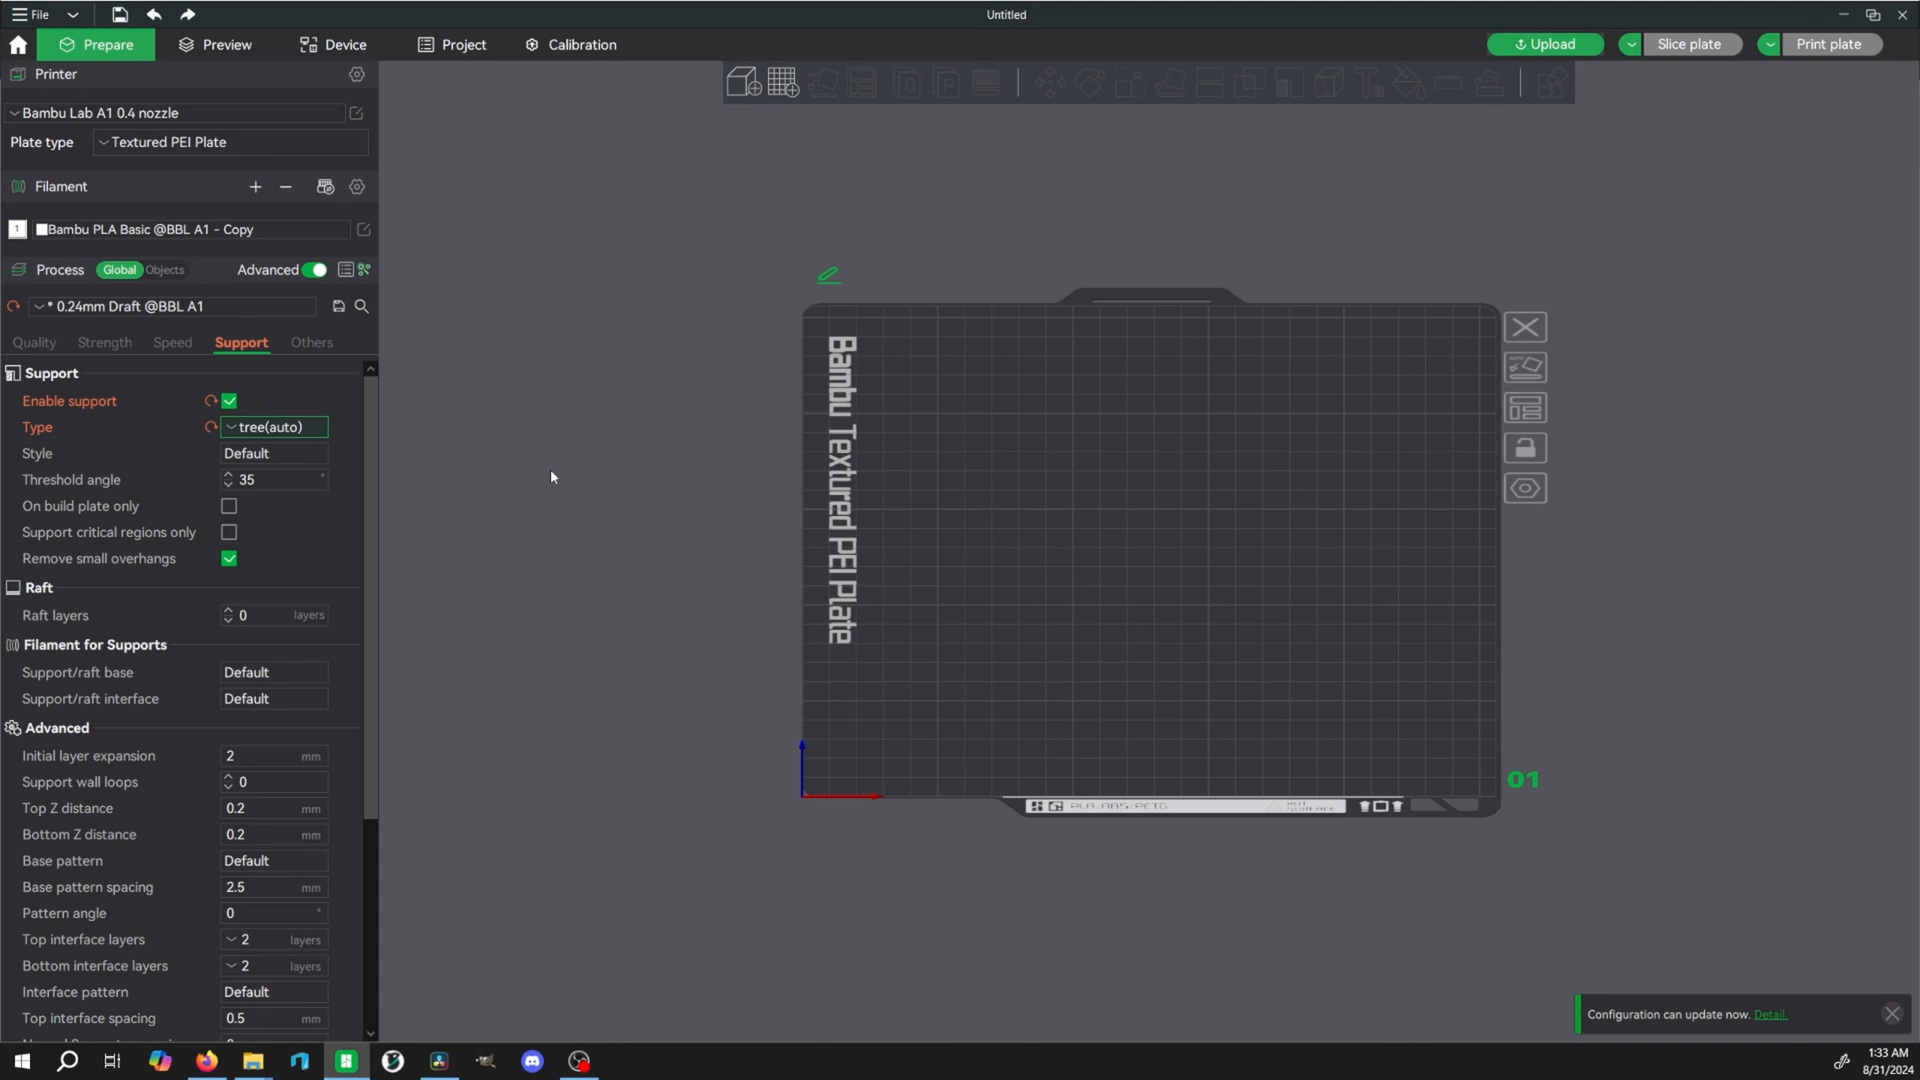 File
Untitled
Prepare
Preview
Device
Project
Calibration
Upload
Slice plate
Print plate
Printer
Bambu Lab A1 0.4 nozzle
Plate type
Textured PEI Plate
Filament
1
Bambu PLA Basic @BBL A1 - Copy
Process
Global
Objects
Advanced
* 0.24mm Draft @BBL A1
Quality
Strength
Speed
Support
Others
Support
Enable support
Type
tree(auto)
Style
Default
Threshold angle
35 °
On build plate only
Support critical regions only
Remove small overhangs
Raft
Raft layers
0 layers
Filament for Supports
Support/raft base
Default
Support/raft interface
Default
Advanced
Initial layer expansion
2 mm
Support wall loops
0
Top Z distance
0.2 mm
Bottom Z distance
0.2 mm
Base pattern
Default
Base pattern spacing
2.5 mm
Pattern angle
0 °
Top interface layers
2 layers
Bottom interface layers
2 layers
Interface pattern
Default
Top interface spacing
0.5 mm
Bambu Textured PEI Plate
AUTO
01
PLA/ABS/PETG
Configuration can update now. Detail.
1:33 AM
8/31/2024